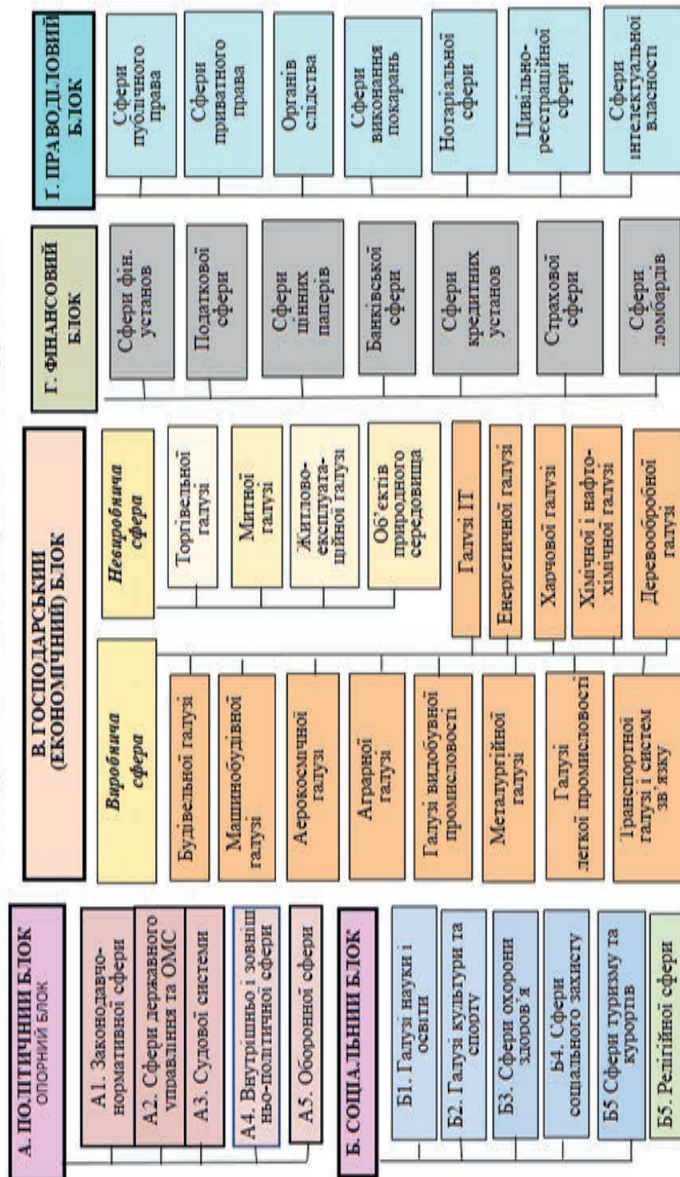 А. ПОЛІТИЧНИЙ БЛОК
ОПОРНИЙ БЛОК
А1. Законодавчо-
нормативної сфери
А2. Сфери державного
управління та ОМС
А3. Судової системи
А4. Внутрішньо і зовніш
ньо-політичної сфери
А5. Оборонної сфери
Б. СОЦІАЛЬНИЙ БЛОК
Б1. Галузі науки і
освіти
Б2. Галузі культури та
спорту
Б3. Сфери охорони
здоров'я
Б4. Сфери
соціального захисту
Б5 Сфери туризму та
курортів
Б5. Релігійної сфери
В. ГОСПОДАРСЬКИЙ
(ЕКОНОМІЧНИЙ) БЛОК
Виробнича
сфера
Будівельної галузі
Машинобудівної
галузі
Аерокосмічної
галузі
Аграрної
галузі
Галузі видобувної
промисловості
Металургійної
галузі
Галузі
легкої промисловості
Транспортної
галузі і систем
зв'язку
Невиробнича
сфера
Торгівельної
галузі
Митної
галузі
Житлово-
експлуата-
ційної галузі
Об'єктів
природного
середовища
Галузі ІТ
Енергетичної галузі
Харчової галузі
Хімічної і нафто-
хімічної галузі
Деревообробної
галузі
Г. ФІНАНСОВИЙ
БЛОК
Сфери фін.
установ
Податкової
сфери
Сфери
цінних
паперів
Банківської
сфери
Сфери
кредитних
установ
Страхової
сфери
Сфери
ломбардів
Ґ. ПРАВОДІЛОВИЙ
БЛОК
Сфери
публічного
права
Сфери
приватного
права
Органів
слідства
Сфери
виконання
покарань
Нотаріальної
сфери
Цивільно-
реєстраційної
сфери
Сфери
інтелектуальної
власності